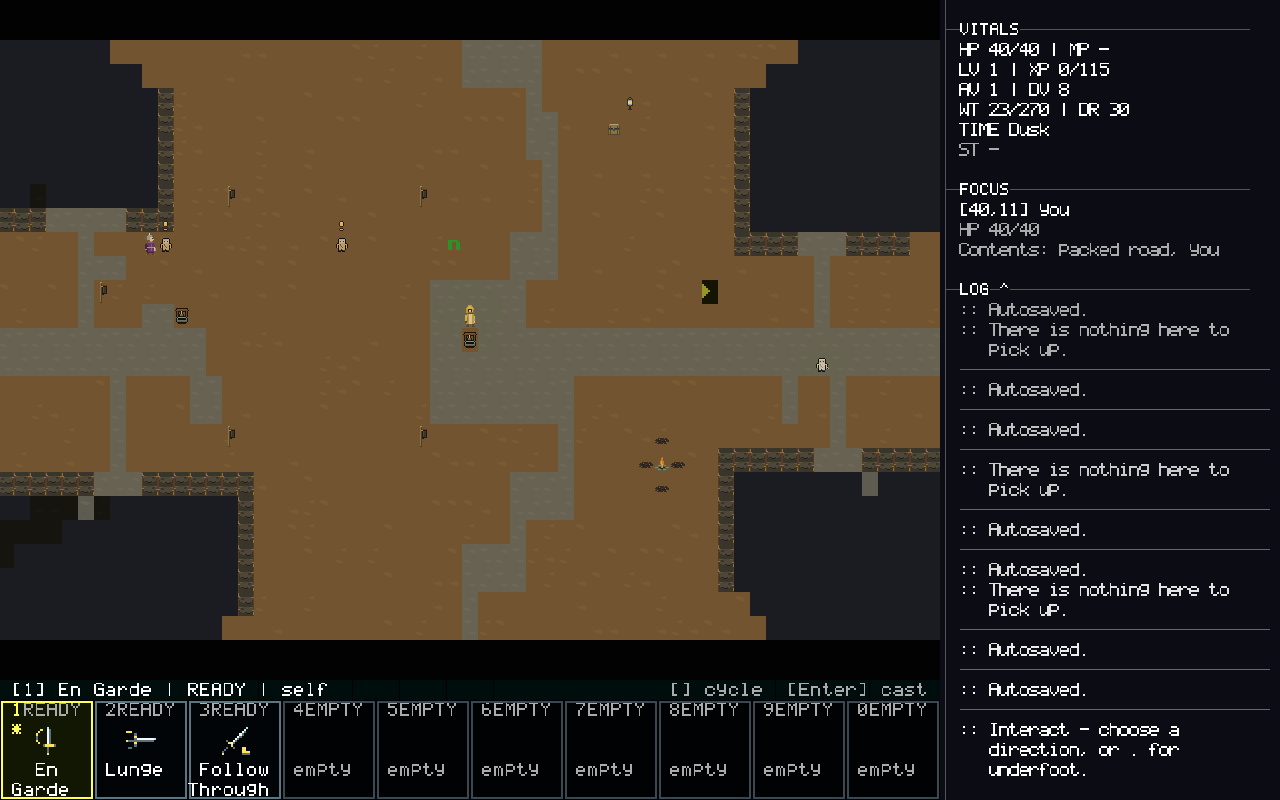 VITALS
HP 40/40 | MP -
LV 1 | XP 0/115
AV 1 | DV 8
WT 23/270 | DR 30
TIME Dusk
ST -
FOCUS
[40,11] You
HP 40/40
Contents: Packed road, you
LOG ^
:: Autosaved.
:: There is nothing here to
pick up.
:: Autosaved.
:: Autosaved.
:: There is nothing here to
pick up.
:: Autosaved.
:: Autosaved.
:: There is nothing here to
pick up.
:: Autosaved.
:: Autosaved.
:: Interact - choose a
direction, or . for
underfoot.
n
[1] En Garde | READY | self
[] cycle [Enter] cast
1READY 2READY 3READY 4EMPTY 5EMPTY 6EMPTY 7EMPTY 8EMPTY 9EMPTY 0EMPTY
*
En Lunge Follow empty empty empty empty empty empty empty
Garde Through